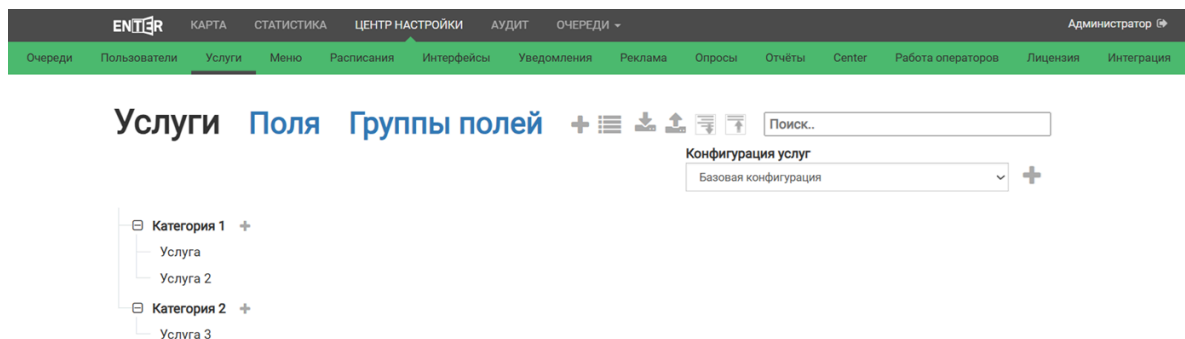 ENTER КАРТА СТАТИСТИКА ЦЕНТР НАСТРОЙКИ АУДИТ ОЧЕРЕДИ Администратор
Очереди Пользователи Услуги Меню Расписания Интерфейсы Уведомления Реклама Опросы Отчёты Center Работа операторов Лицензия Интеграция
Услуги Поля Группы полей Поиск..
Конфигурация услуг
Базовая конфигурация
Категория 1
Услуга
Услуга 2
Категория 2
Услуга 3